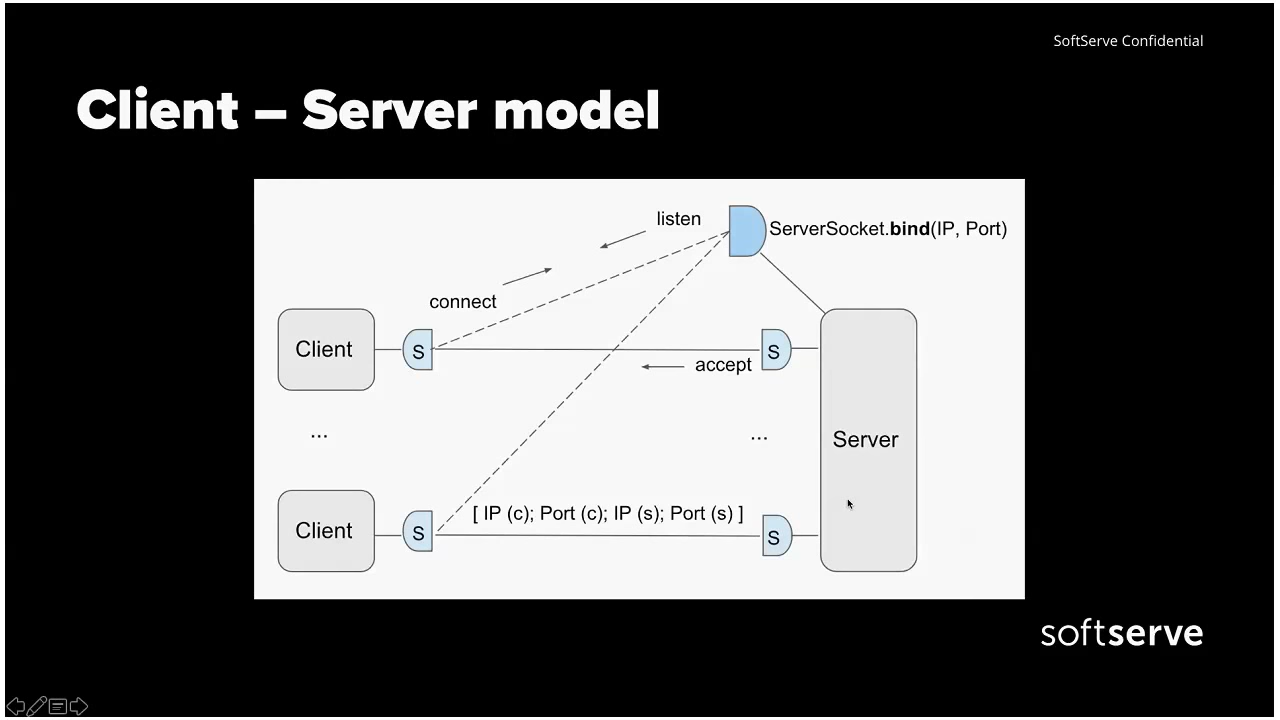 SoftServe Confidential
Client – Server model
listen
ServerSocket.bind(IP, Port)
connect
Client
S
S
accept
...
...
Server
Client
S
[ IP (c); Port (c); IP (s); Port (s) ]
S
softserve